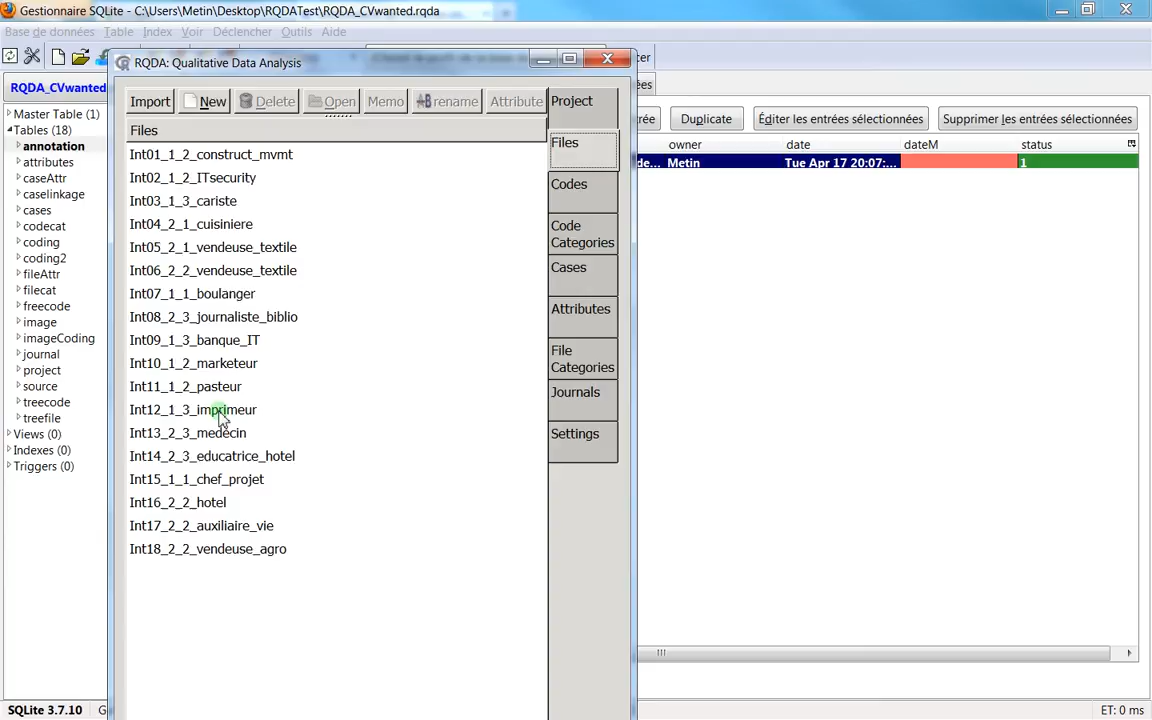 Gestionnaire SQLite - C:\Users\Metin\Desktop\RQDATest\RQDA_CVwanted.rqda
Base de données Table Index Voir Déclencher Outils Aide
RQDA_CVwanted
Master Table (1)
Tables (18)
annotation
attributes
caseAttr
caselinkage
cases
codecat
coding
coding2
fileAttr
filecat
freecode
image
imageCoding
journal
project
source
treecode
treefile
Views (0)
Indexes (0)
Triggers (0)
RQDA: Qualitative Data Analysis
Import New Delete Open Memo rename Attribute
Files
Int01_1_2_construct_mvmt
Int02_1_2_ITsecurity
Int03_1_3_cariste
Int04_2_1_cuisiniere
Int05_2_1_vendeuse_textile
Int06_2_2_vendeuse_textile
Int07_1_1_boulanger
Int08_2_3_journaliste_biblio
Int09_1_3_banque_IT
Int10_1_2_marketeur
Int11_1_2_pasteur
Int12_1_3_imprimeur
Int13_2_3_medecin
Int14_2_3_educatrice_hotel
Int15_1_1_chef_projet
Int16_2_2_hotel
Int17_2_2_auxiliaire_vie
Int18_2_2_vendeuse_agro
Project
Files
Codes
Code
Categories
Cases
Attributes
File
Categories
Journals
Settings
ter
ées
trée Duplicate Éditer les entrées sélectionnées Supprimer les entrées sélectionnées
owner date dateM status
de... Metin Tue Apr 17 20:07:... 1
SQLite 3.7.10 G ET: 0 ms